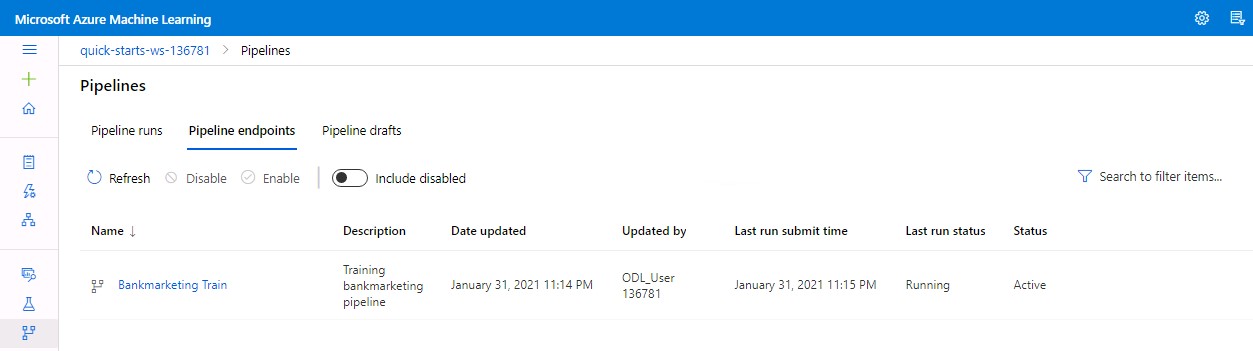 Microsoft Azure Machine Learning
quick-starts-ws-136781 > Pipelines
Pipelines
Pipeline runs Pipeline endpoints Pipeline drafts
Refresh Disable Enable Include disabled Search to filter items...
Name ↓ Description Date updated Updated by Last run submit time Last run status Status
Bankmarketing Train Training bankmarketing pipeline January 31, 2021 11:14 PM ODL_User 136781 January 31, 2021 11:15 PM Running Active